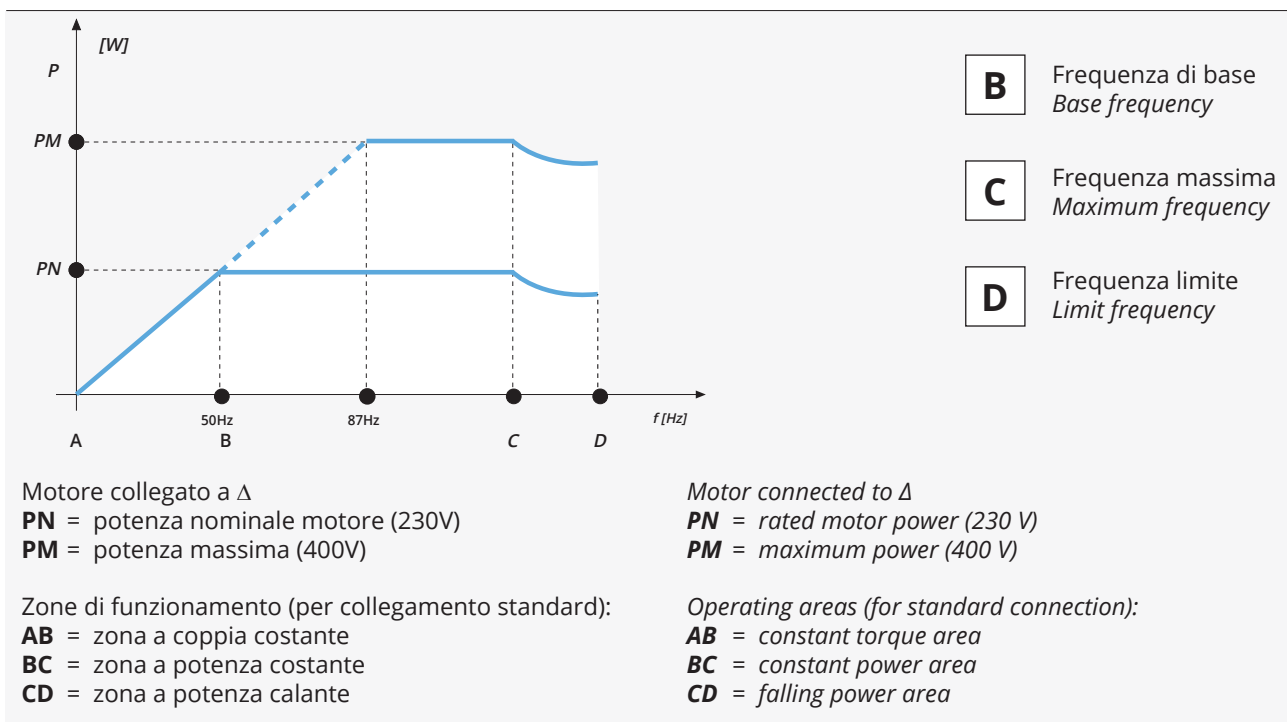 [W]
P
PM
PN
50Hz
87Hz
f [Hz]
A
B
C
D
B
Frequenza di base
Base frequency
C
Frequenza massima
Maximum frequency
D
Frequenza limite
Limit frequency
Motore collegato a Δ
PN = potenza nominale motore (230V)
PM = potenza massima (400V)
Zone di funzionamento (per collegamento standard):
AB = zona a coppia costante
BC = zona a potenza costante
CD = zona a potenza calante
Motor connected to Δ
PN = rated motor power (230 V)
PM = maximum power (400 V)
Operating areas (for standard connection):
AB = constant torque area
BC = constant power area
CD = falling power area